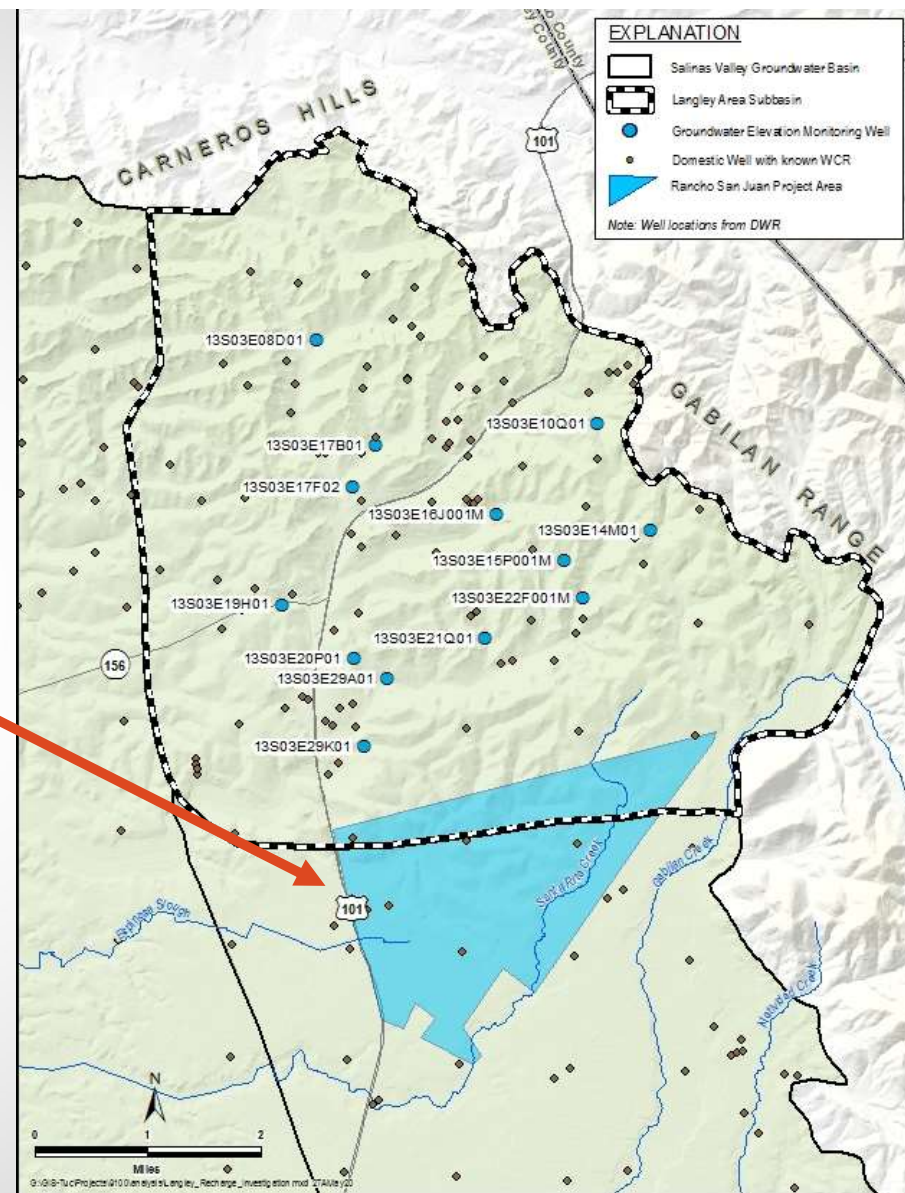 EXPLANATION
Salinas Valley Groundwater Basin
Langley Area Subbasin
Groundwater Elevation Monitoring Well
Domestic Well with known WCR
Rancho San Juan Project Area
Note: Well locations from DWR
CARNEROS HILLS
101
GABILAN RANGE
13S03E08D01
13S03E10Q01
13S03E17B01
13S03E17F02
13S03E16J001M
13S03E14M01
13S03E15P001M
13S03E22F001M
13S03E19H01
13S03E21Q01
13S03E20P01
156
13S03E29A01
13S03E29K01
Santa Rita Creek
Gabilan Creek
101
Espinosa Slough
Natividad Creek
N
0 1 2
Miles